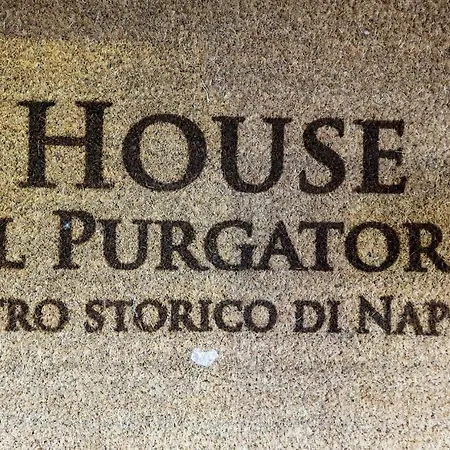 House
l Purgator
tro storico di Nap